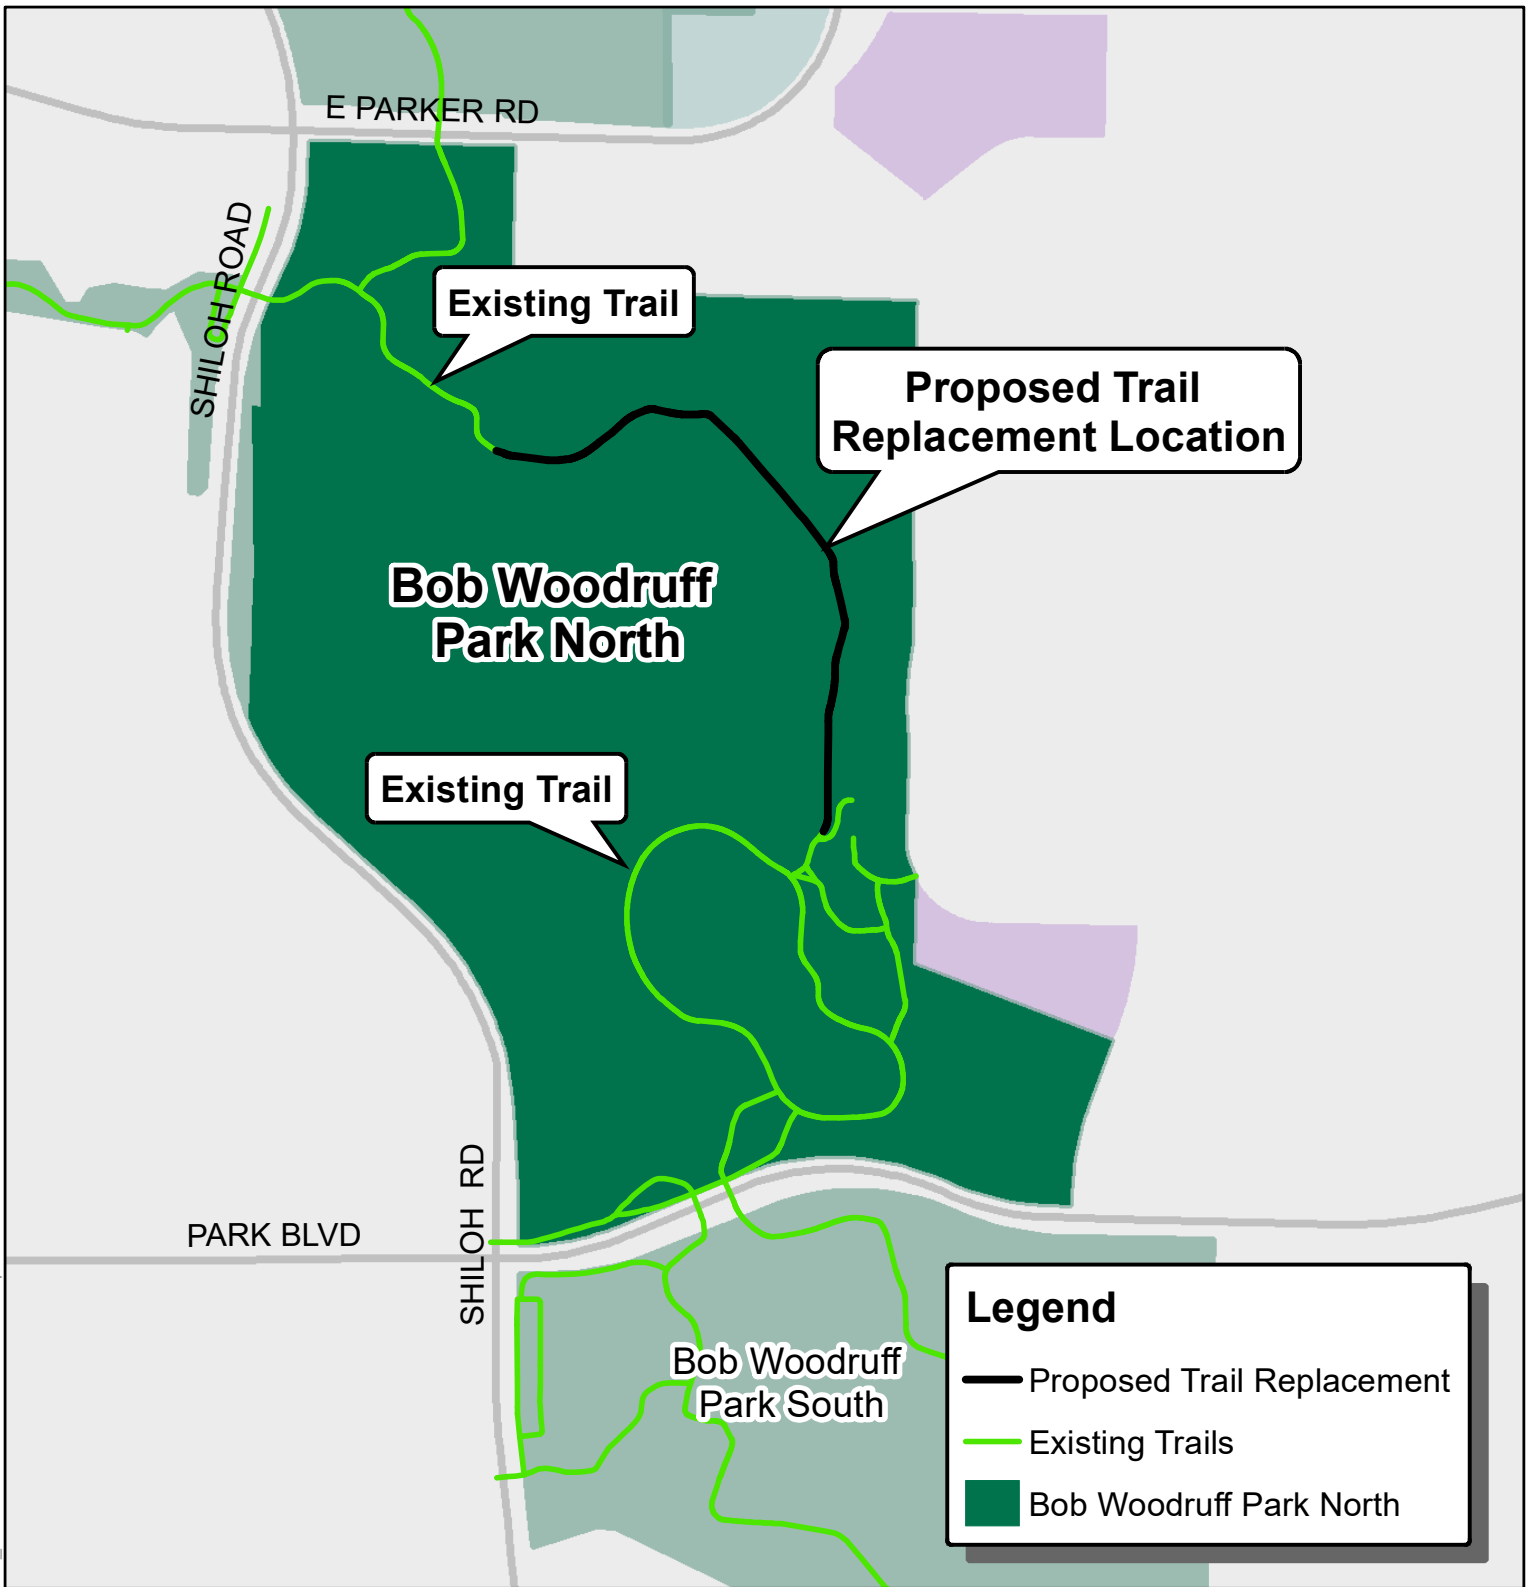 E PARKER RD
SHILOH ROAD
Existing Trail
Proposed Trail
Replacement Location
Bob Woodruff
Park North
Existing Trail
PARK BLVD
SHILOH RD
Bob Woodruff
Park South
Legend
Proposed Trail Replacement
Existing Trails
Bob Woodruff Park North